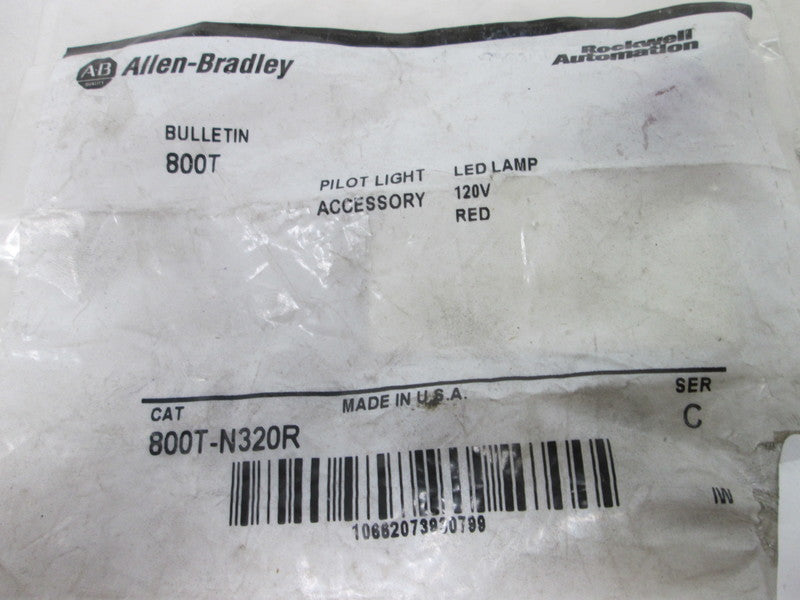 Allen-Bradley
Rockwell
Automation
BULLETIN
800T
PILOT LIGHT LED LAMP
ACCESSORY 120V
RED
MADE IN U.S.A.
CAT SER
800T-N320R C
IW